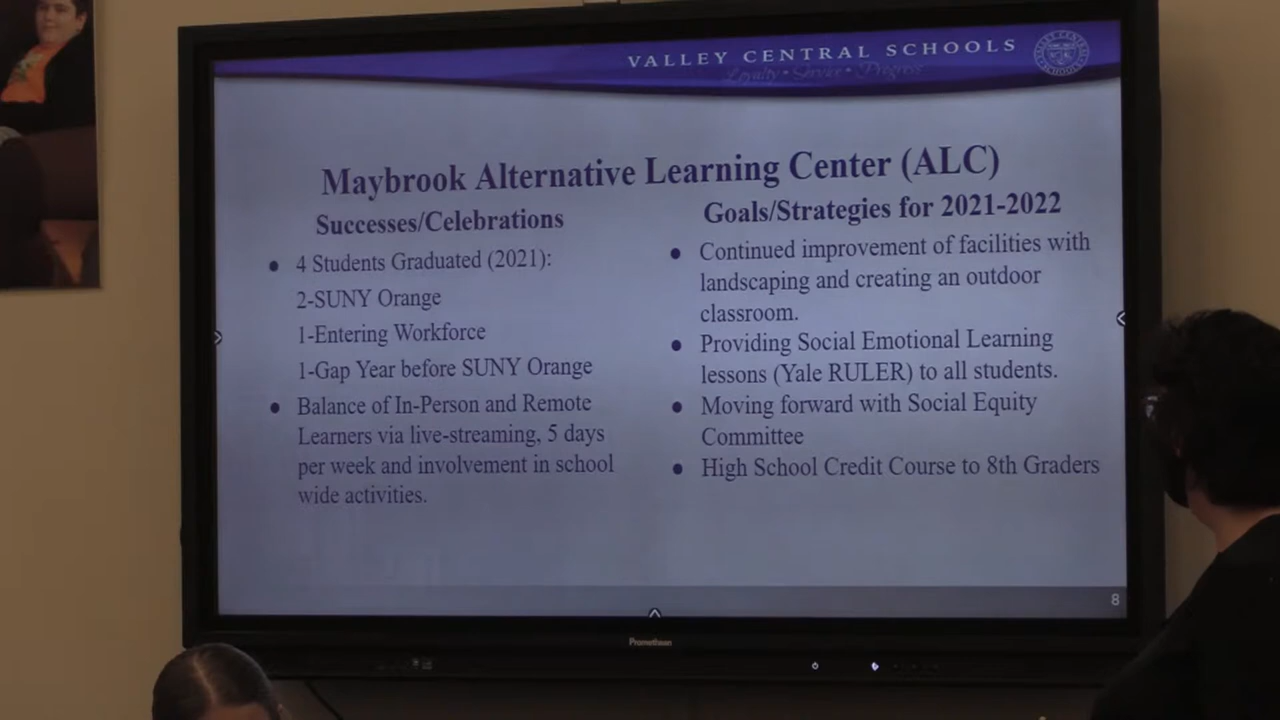 VALLEY CENTRAL SCHOOLS
Loyalty • Service • Progress
Maybrook Alternative Learning Center (ALC)
Successes/Celebrations
● 4 Students Graduated (2021):
2-SUNY Orange
1-Entering Workforce
1-Gap Year before SUNY Orange
● Balance of In-Person and Remote
Learners via live-streaming, 5 days
per week and involvement in school
wide activities.
Goals/Strategies for 2021-2022
● Continued improvement of facilities with
landscaping and creating an outdoor
classroom.
● Providing Social Emotional Learning
lessons (Yale RULER) to all students.
● Moving forward with Social Equity
Committee
● High School Credit Course to 8th Graders
8
Promethean